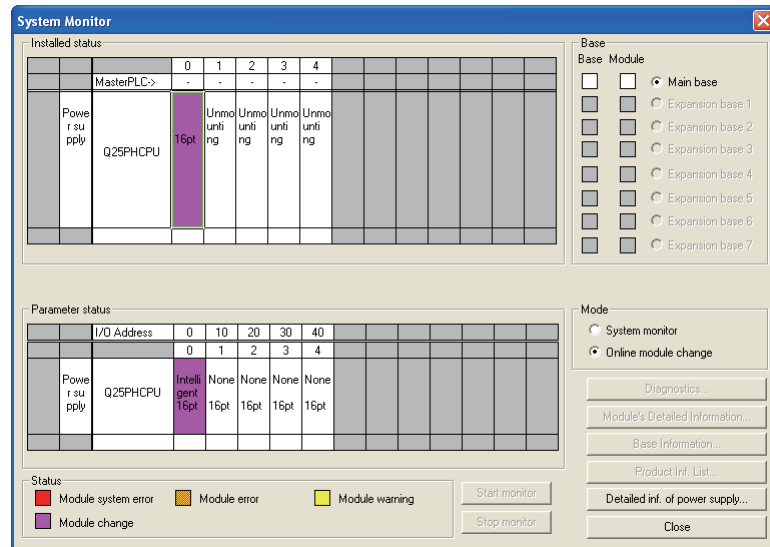 System Monitor
Installed status
0 1 2 3 4
MasterPLC-> - - - - -
Powe
r su
pply
Q25PHCPU
16pt
Unmo
unti
ng
Unmo
unti
ng
Unmo
unti
ng
Unmo
unti
ng
Base
Base Module
Main base
Expansion base 1
Expansion base 2
Expansion base 3
Expansion base 4
Expansion base 5
Expansion base 6
Expansion base 7
Parameter status
I/O Address 0 10 20 30 40
0 1 2 3 4
Powe
r su
pply
Q25PHCPU
Intelli
gent
16pt
None
16pt
None
16pt
None
16pt
None
16pt
Mode
System monitor
Online module change
Diagnostics...
Module's Detailed Information...
Base Information...
Product Inf. List...
Detailed inf. of power supply...
Close
Status
Module system error
Module error
Module warning
Module change
Start monitor
Stop monitor